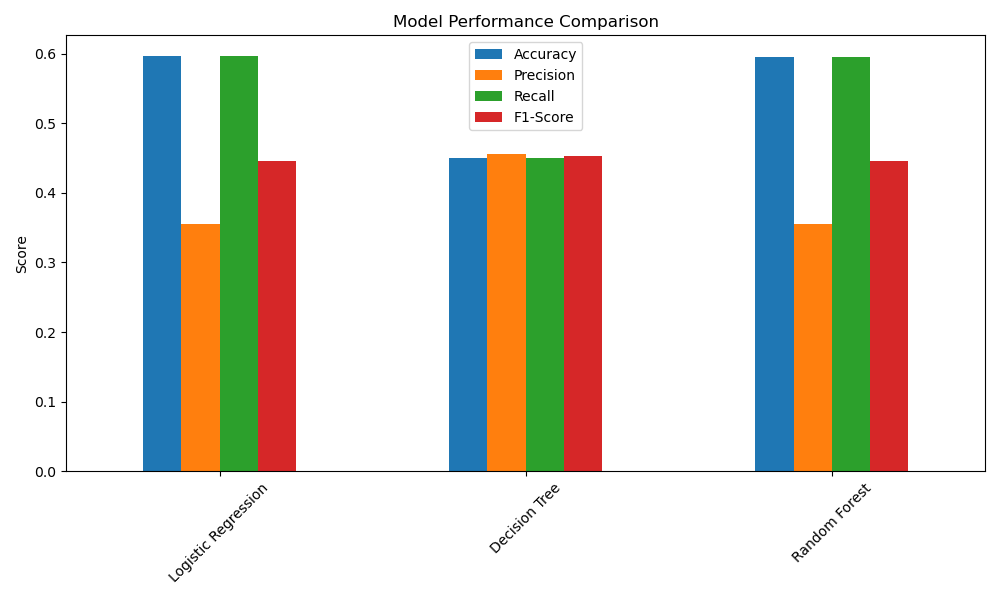 Model Performance Comparison
Accuracy
Precision
Recall
F1-Score
Score
0.6
0.5
0.4
0.3
0.2
0.1
0.0
Logistic Regression
Decision Tree
Random Forest